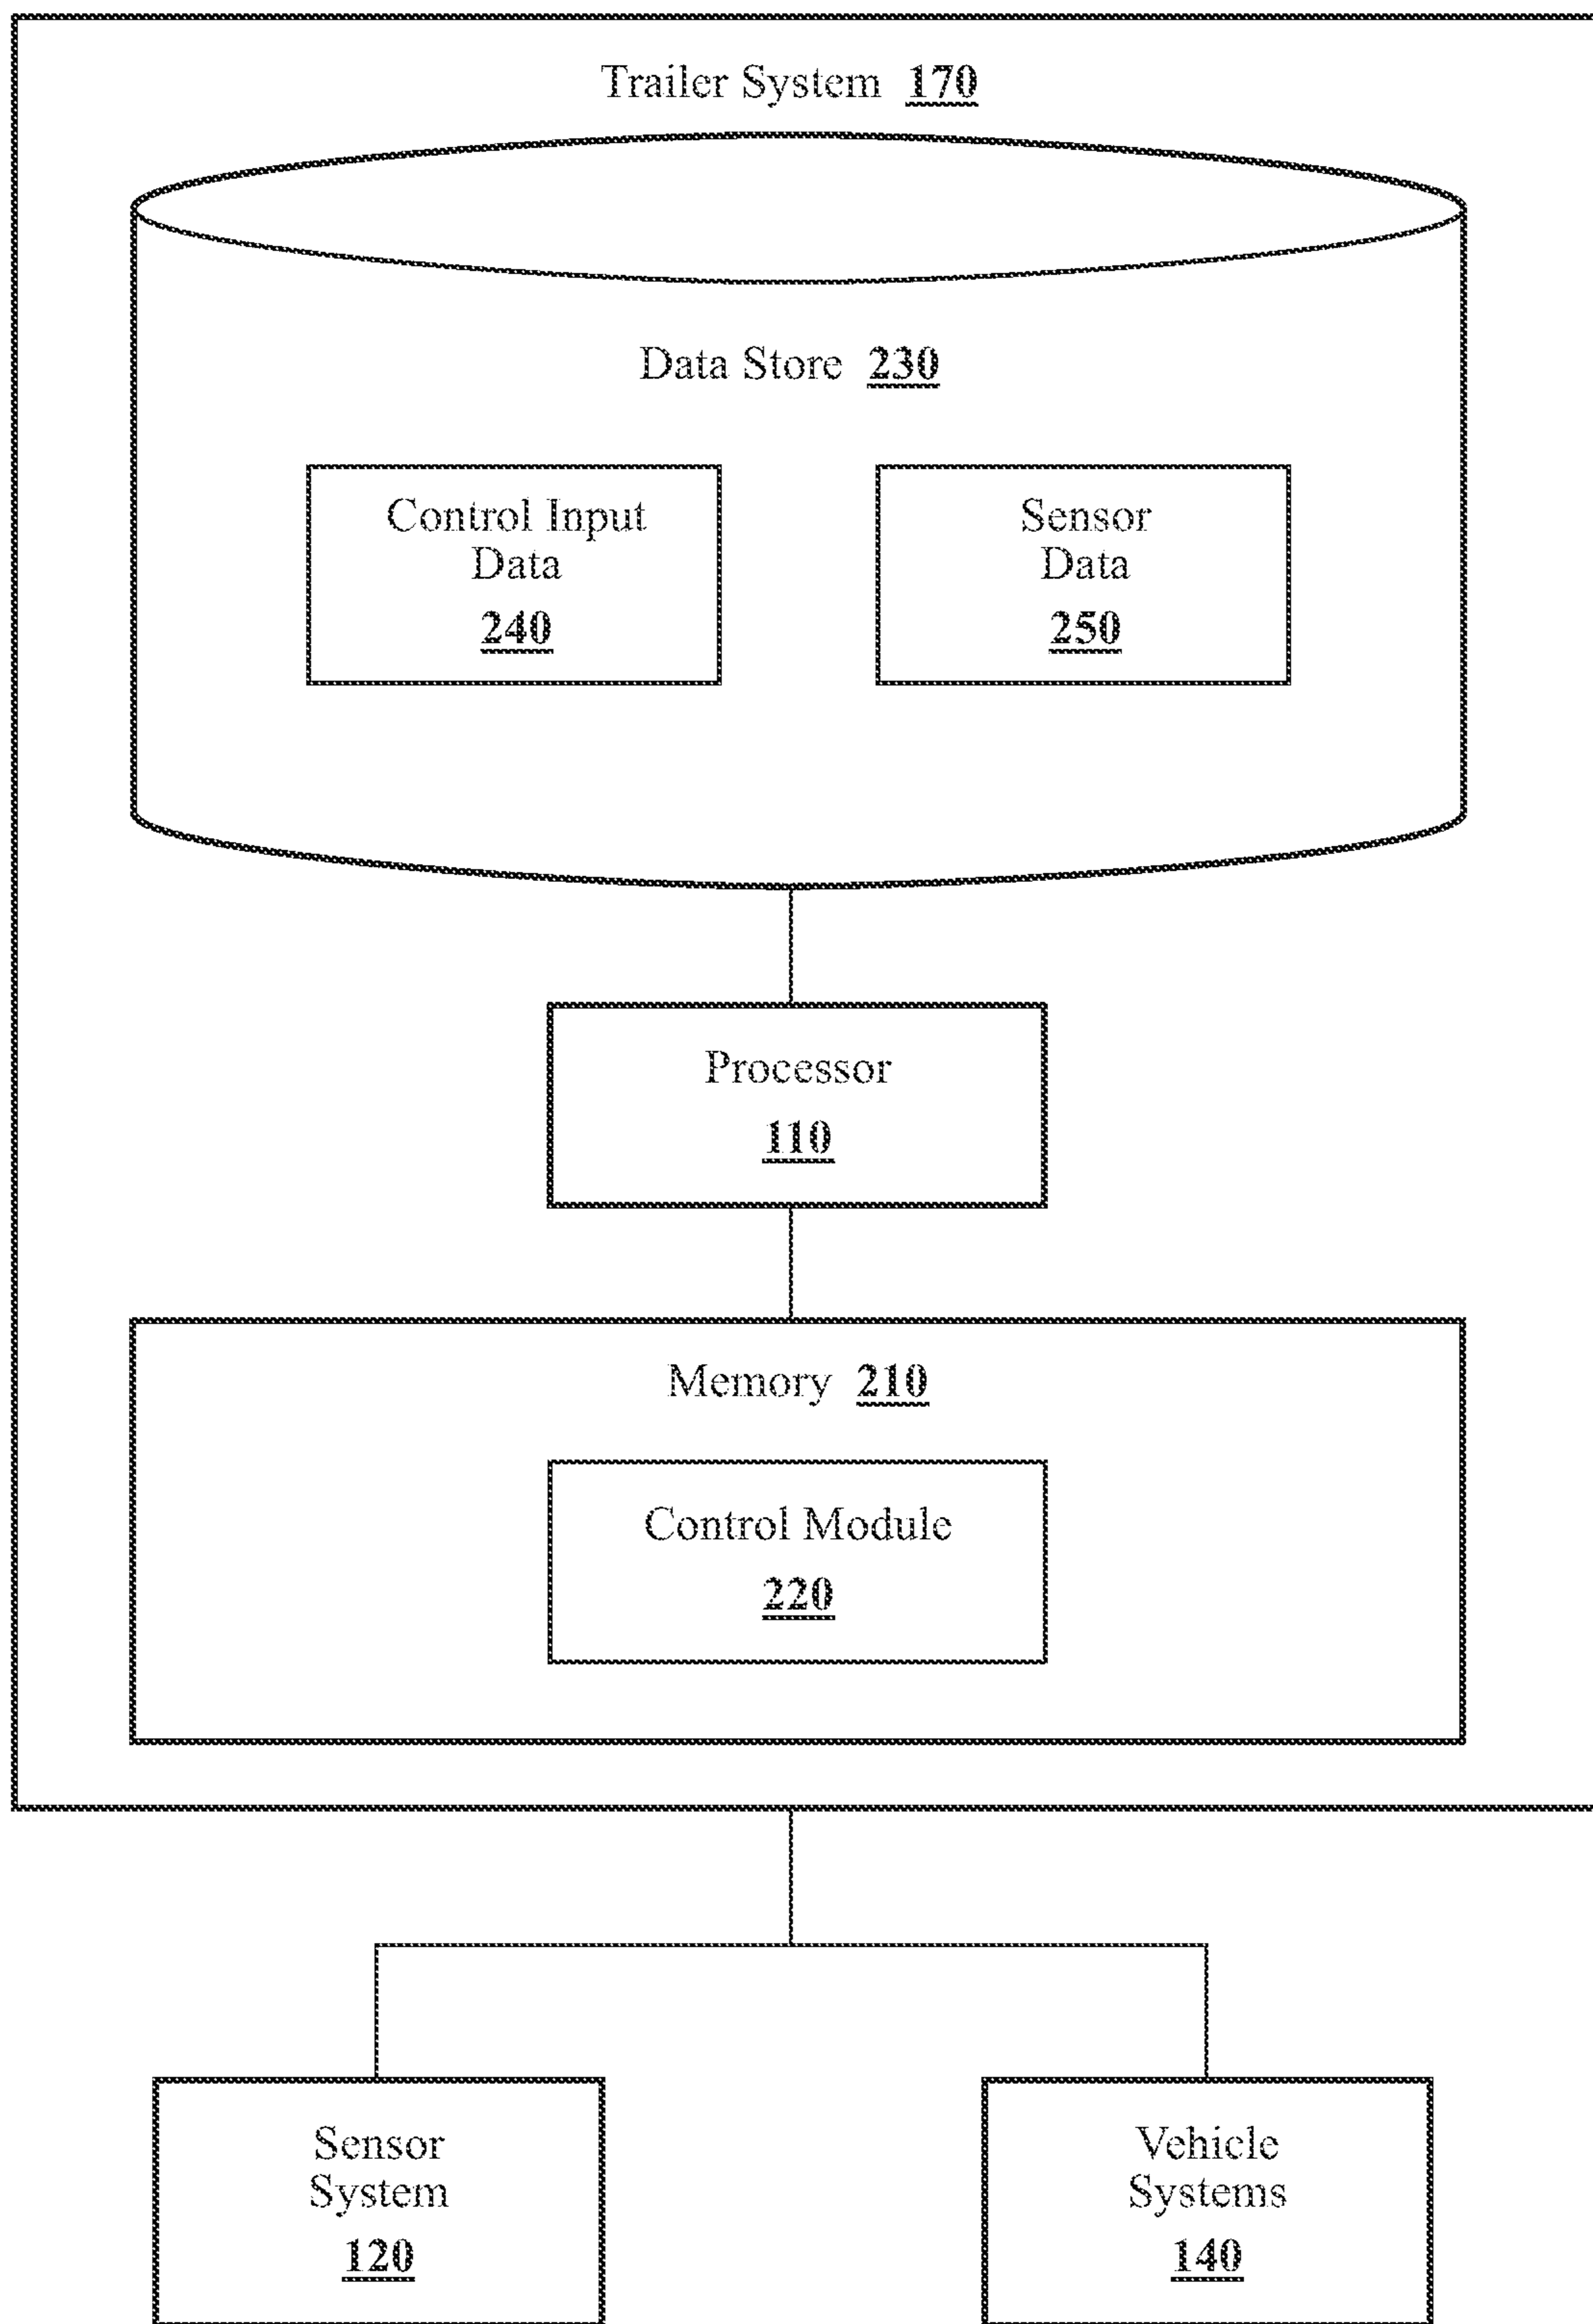 Trailer System 170
Data Store 230
Control Input
Data
240
Sensor
Data
250
Processor
110
Memory 210
Control Module
220
Sensor
System
120
Vehicle
Systems
140